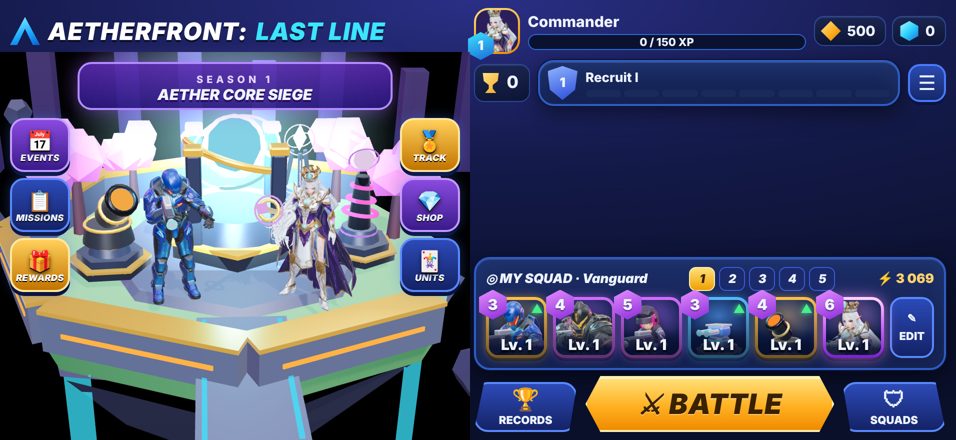 AETHERFRONT: LAST LINE
SEASON 1
AETHER CORE SIEGE
July
17
EVENTS
MISSIONS
REWARDS
TRACK
SHOP
UNITS
Commander
1
0 / 150 XP
500
0
0
1
Recruit I
MY SQUAD · Vanguard
1 2 3 4 5
3 069
3 4 5 3 4 6
Lv. 1 Lv. 1 Lv. 1 Lv. 1 Lv. 1 Lv. 1
EDIT
RECORDS
BATTLE
SQUADS